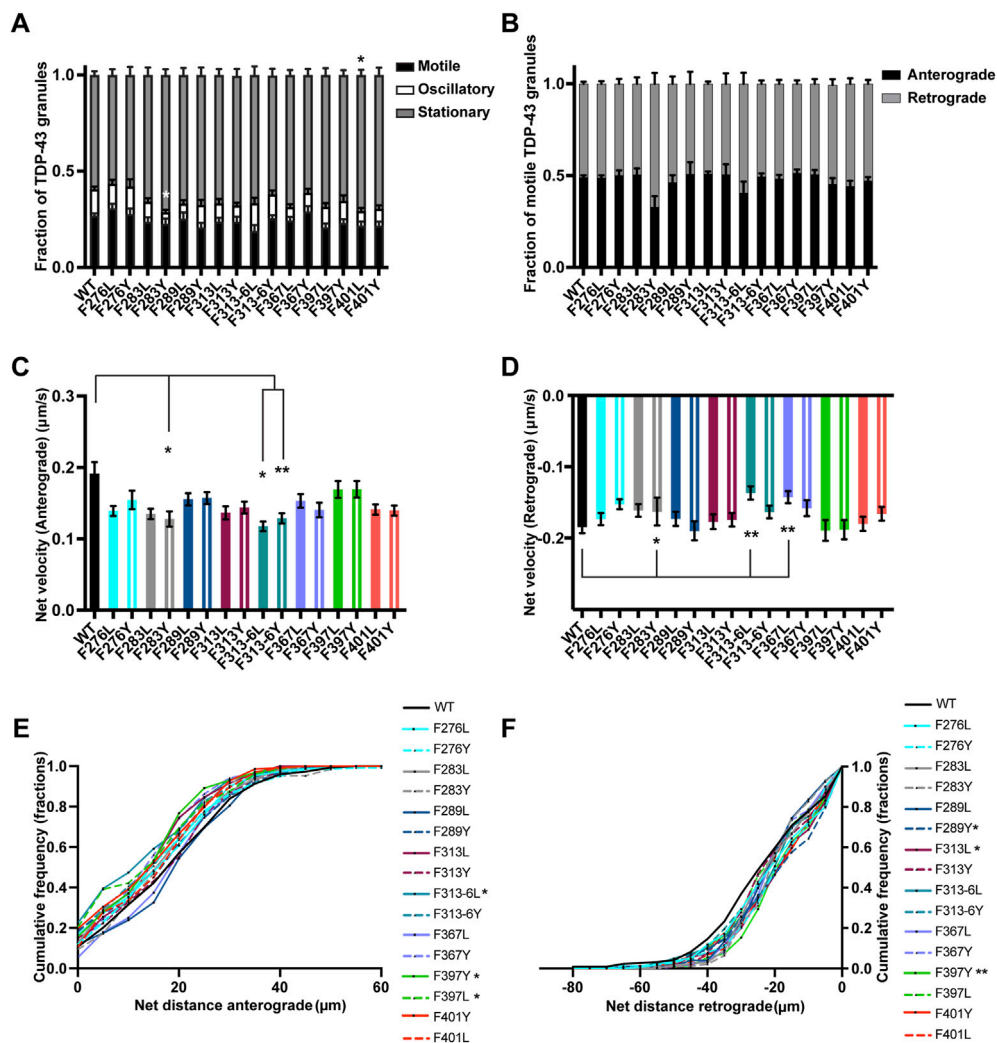 A
Fraction of TDP-43 granules
1.0
0.5
0.0
*
*
Motile
Oscillatory
Stationary
WT
F276L
F276Y
F283L
F283Y
F289L
F289Y
F313L
F313Y
F313-6L
F313-6Y
F367L
F367Y
F397L
F397Y
F401L
F401Y
B
Fraction of motile TDP-43 granules
1.0
0.5
0.0
Anterograde
Retrograde
WT
F276L
F276Y
F283L
F283Y
F289L
F289Y
F313L
F313Y
F313-6L
F313-6Y
F367L
F367Y
F397L
F397Y
F401L
F401Y
C
Net velocity (Anterograde) (μm/s)
0.3
0.2
0.1
0.0
*
*
**
WT
F276L
F276Y
F283L
F283Y
F289L
F289Y
F313L
F313Y
F313-6L
F313-6Y
F367L
F367Y
F397L
F397Y
F401L
F401Y
D
Net velocity (Retrograde) (μm/s)
0.0
-0.1
-0.2
*
**
**
WT
F276L
F276Y
F283L
F283Y
F289L
F289Y
F313L
F313Y
F313-6L
F313-6Y
F367L
F367Y
F397L
F397Y
F401L
F401Y
E
Cumulative frequency (fractions)
1.0
0.8
0.6
0.4
0.2
0.0
0
20
40
60
Net distance anterograde(μm)
WT
F276L
F276Y
F283L
F283Y
F289L
F289Y
F313L
F313Y
F313-6L*
F313-6Y
F367L
F367Y
F397Y *
F397L *
F401Y
F401L
F
1.0
0.8
0.6
0.4
0.2
0.0
Cumulative frequency (fractions)
-80
-60
-40
-20
0
Net distance retrograde(μm)
WT
F276L
F276Y
F283L
F283Y
F289L
F289Y*
F313L *
F313Y
F313-6L
F313-6Y
F367L
F367Y
F397Y **
F397L
F401Y
F401L